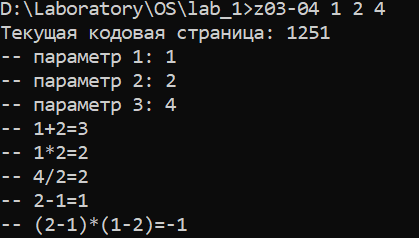 D:\Laboratory\OS\lab_1>z03-04 1 2 4
Текущая кодовая страница: 1251
-- параметр 1: 1
-- параметр 2: 2
-- параметр 3: 4
-- 1+2=3
-- 1*2=2
-- 4/2=2
-- 2-1=1
-- (2-1)*(1-2)=-1